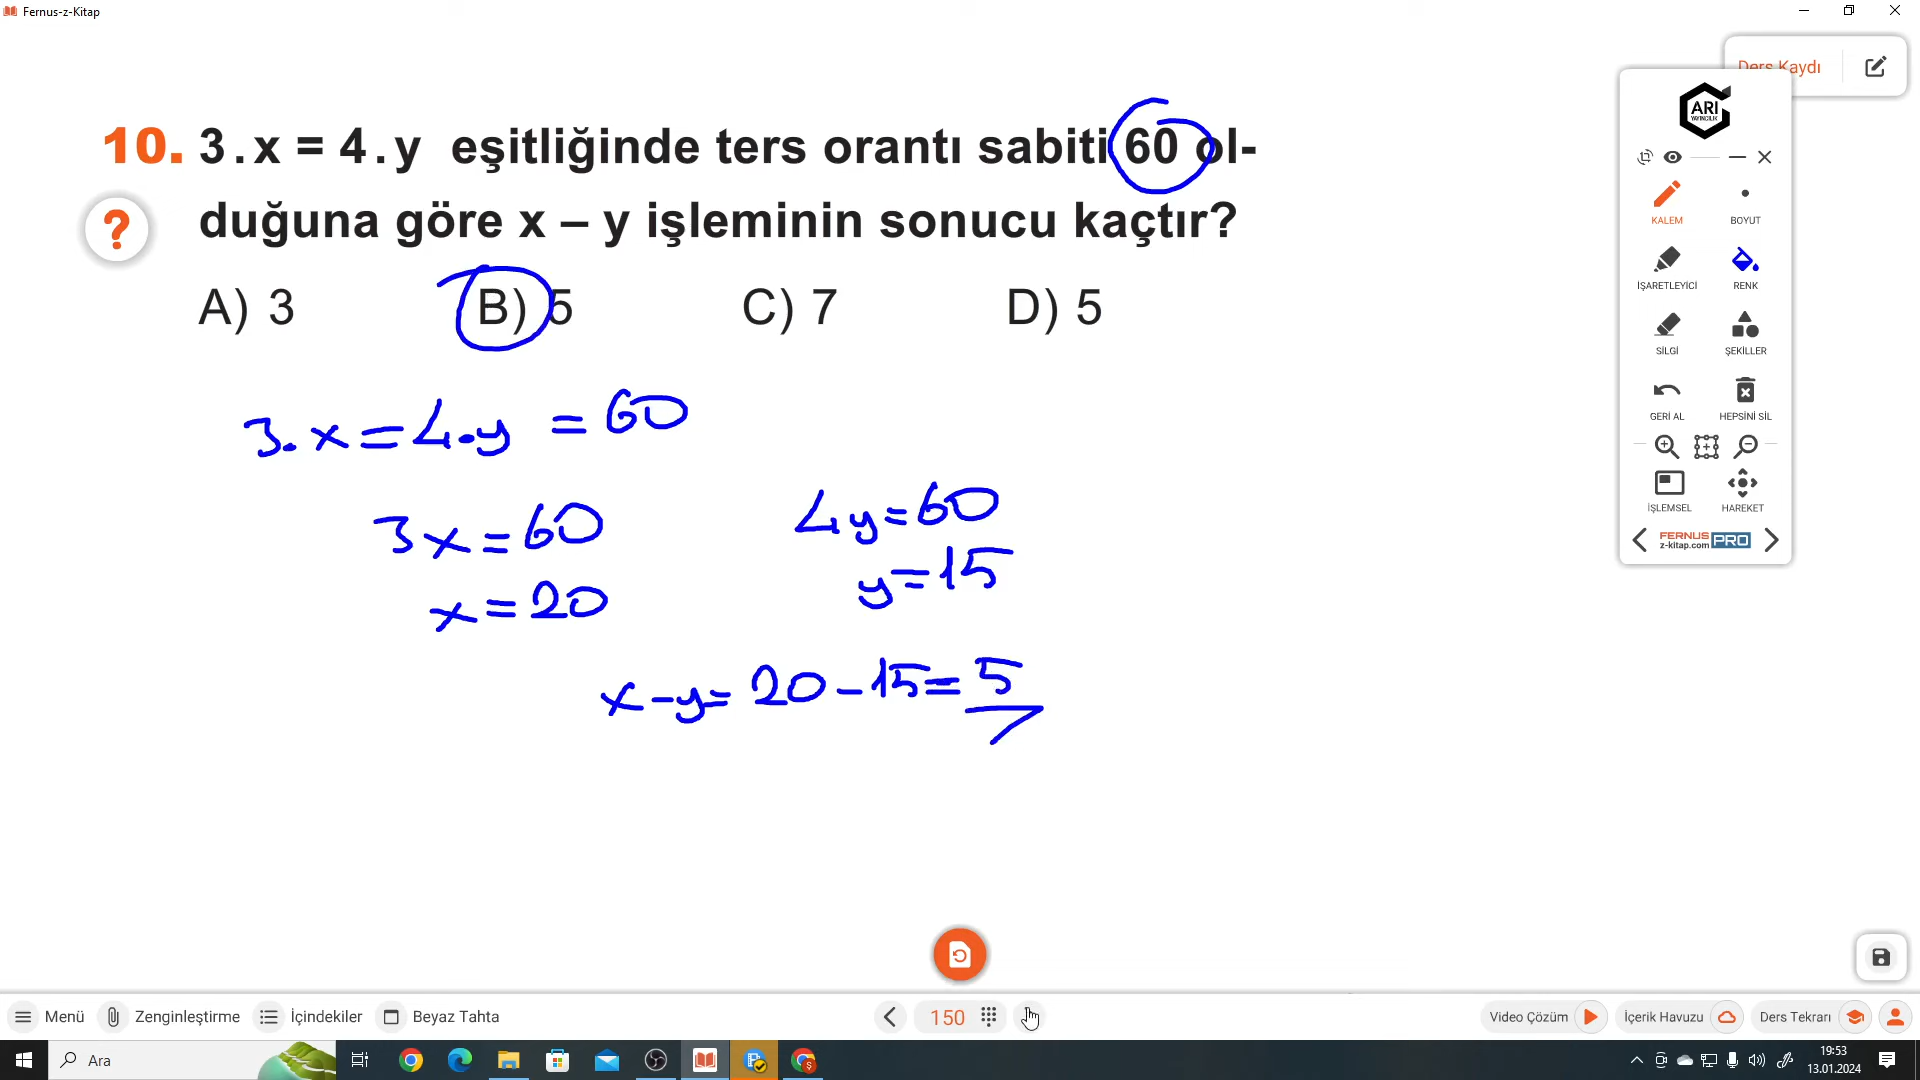 Fernus-z-Kitap
Ders Kaydı
10. 3.x = 4.y eşitliğinde ters orantı sabiti 60 ol-
duğuna göre x – y işleminin sonucu kaçtır?
A) 3 B) 5 C) 7 D) 5
3.x=4.y = 60
3x=60
x=20
4y=60
y=15
x-y= 20-15=5
ARI
YAYINCILIK
KALEM BOYUT
İŞARETLEYİCİ RENK
SİLGİ ŞEKİLLER
GERİ AL HEPSİNİ SİL
İŞLEMSEL HAREKET
FERNUS
z-kitap.com PRO
Menü Zenginleştirme İçindekiler Beyaz Tahta 150 Video Çözüm İçerik Havuzu Ders Tekrarı
Ara
19:53
13.01.2024